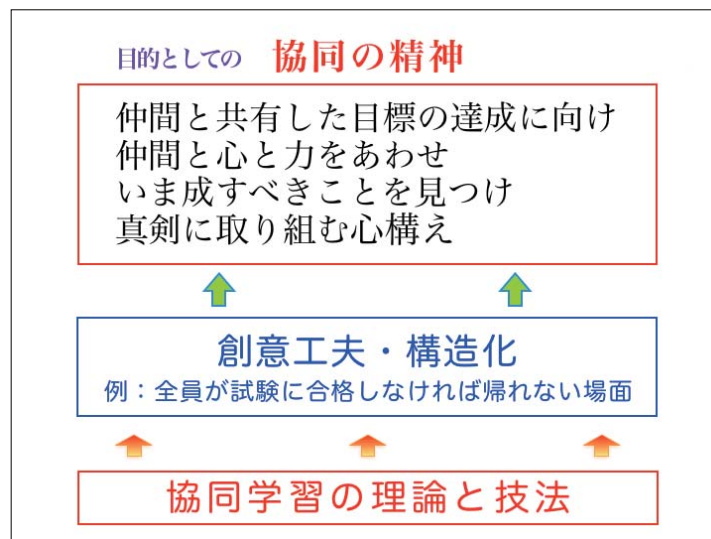 目的としての 協同の精神
仲間と共有した目標の達成に向け
仲間と心と力をあわせ
いま成すべきことを見つけ
真剣に取り組む心構え
創意工夫・構造化
例：全員が試験に合格しなければ帰れない場面
協同学習の理論と技法